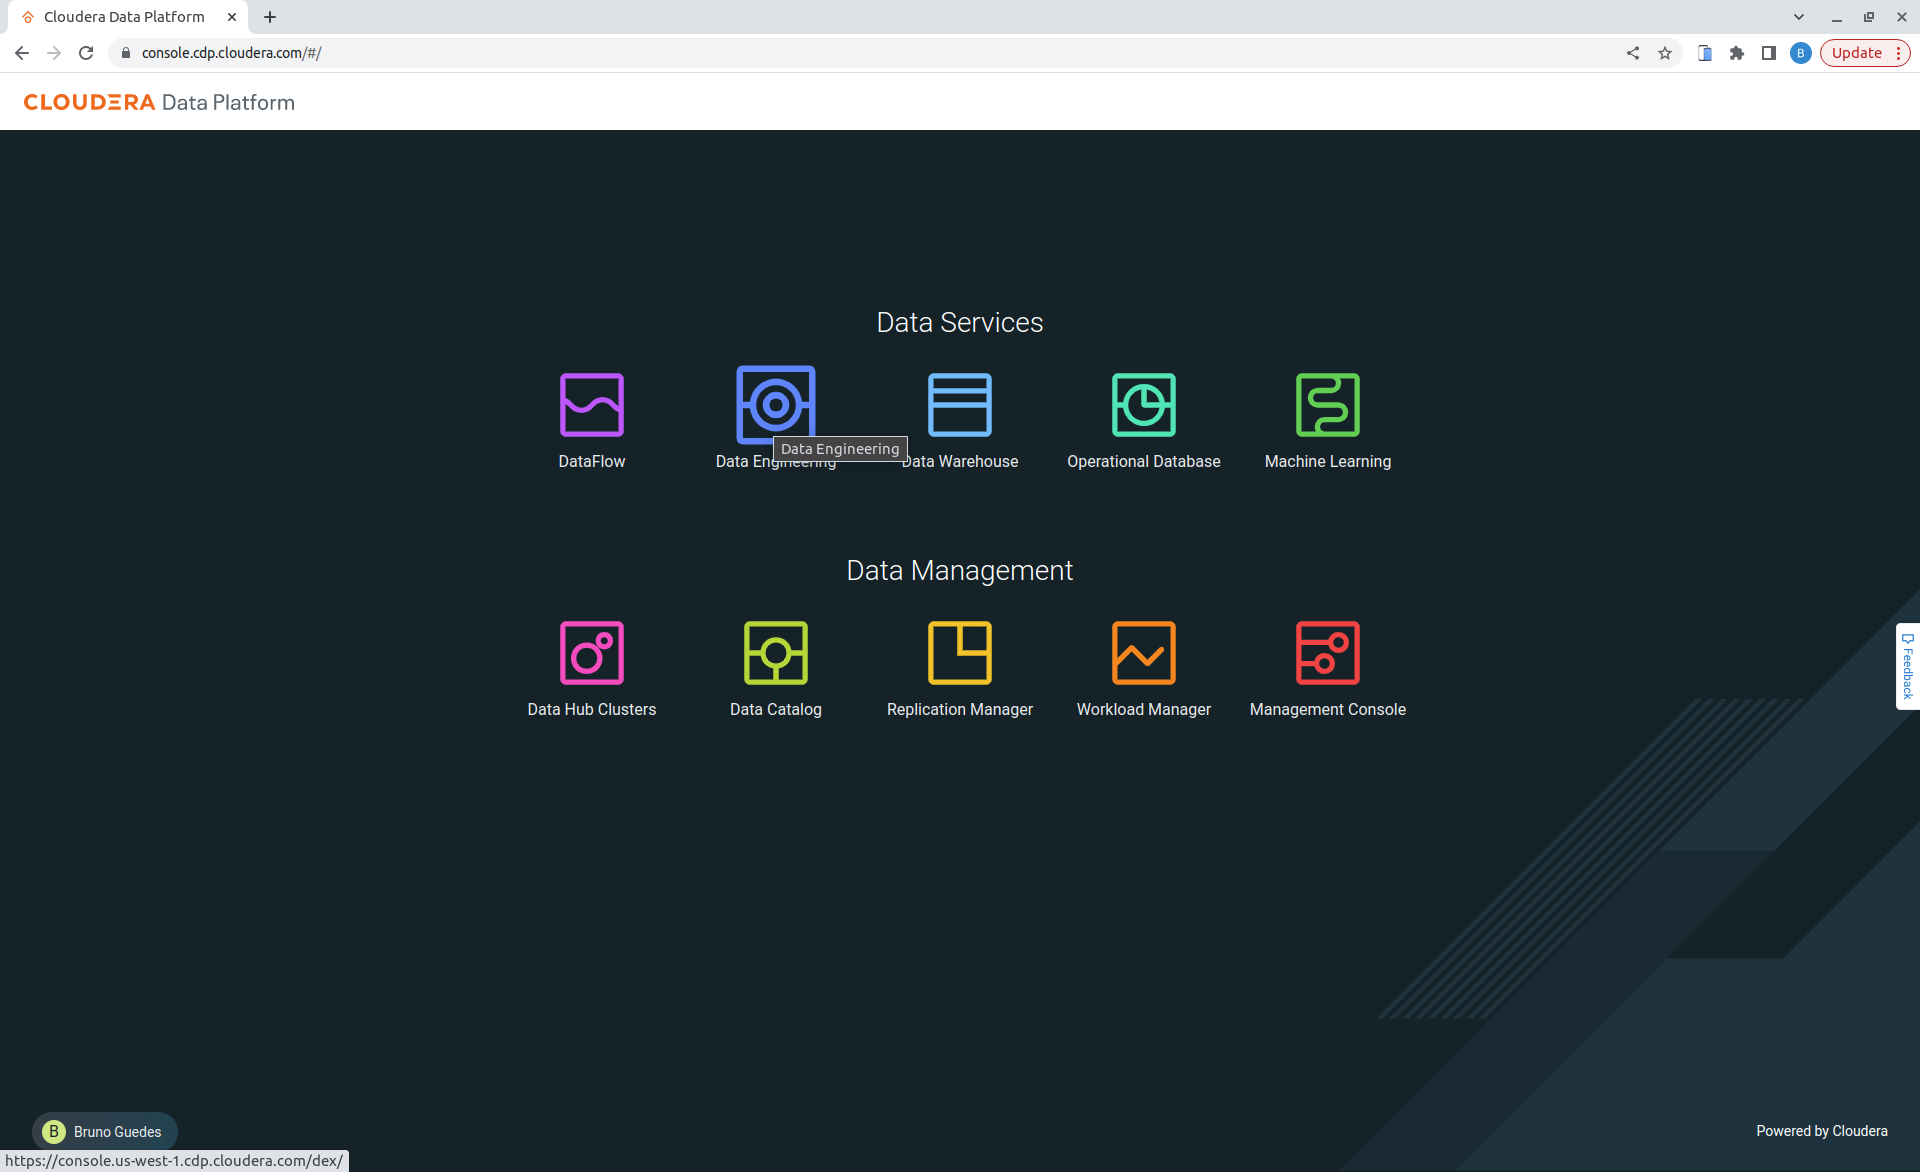 Cloudera Data Platform
console.cdp.cloudera.com/#/
B
Update
CLOUDERA Data Platform
Data Services
DataFlow
Data Engineering
Data Engineering
Data Warehouse
Operational Database
Machine Learning
Data Management
Data Hub Clusters
Data Catalog
Replication Manager
Workload Manager
Management Console
Feedback
B Bruno Guedes
Powered by Cloudera
https://console.us-west-1.cdp.cloudera.com/dex/